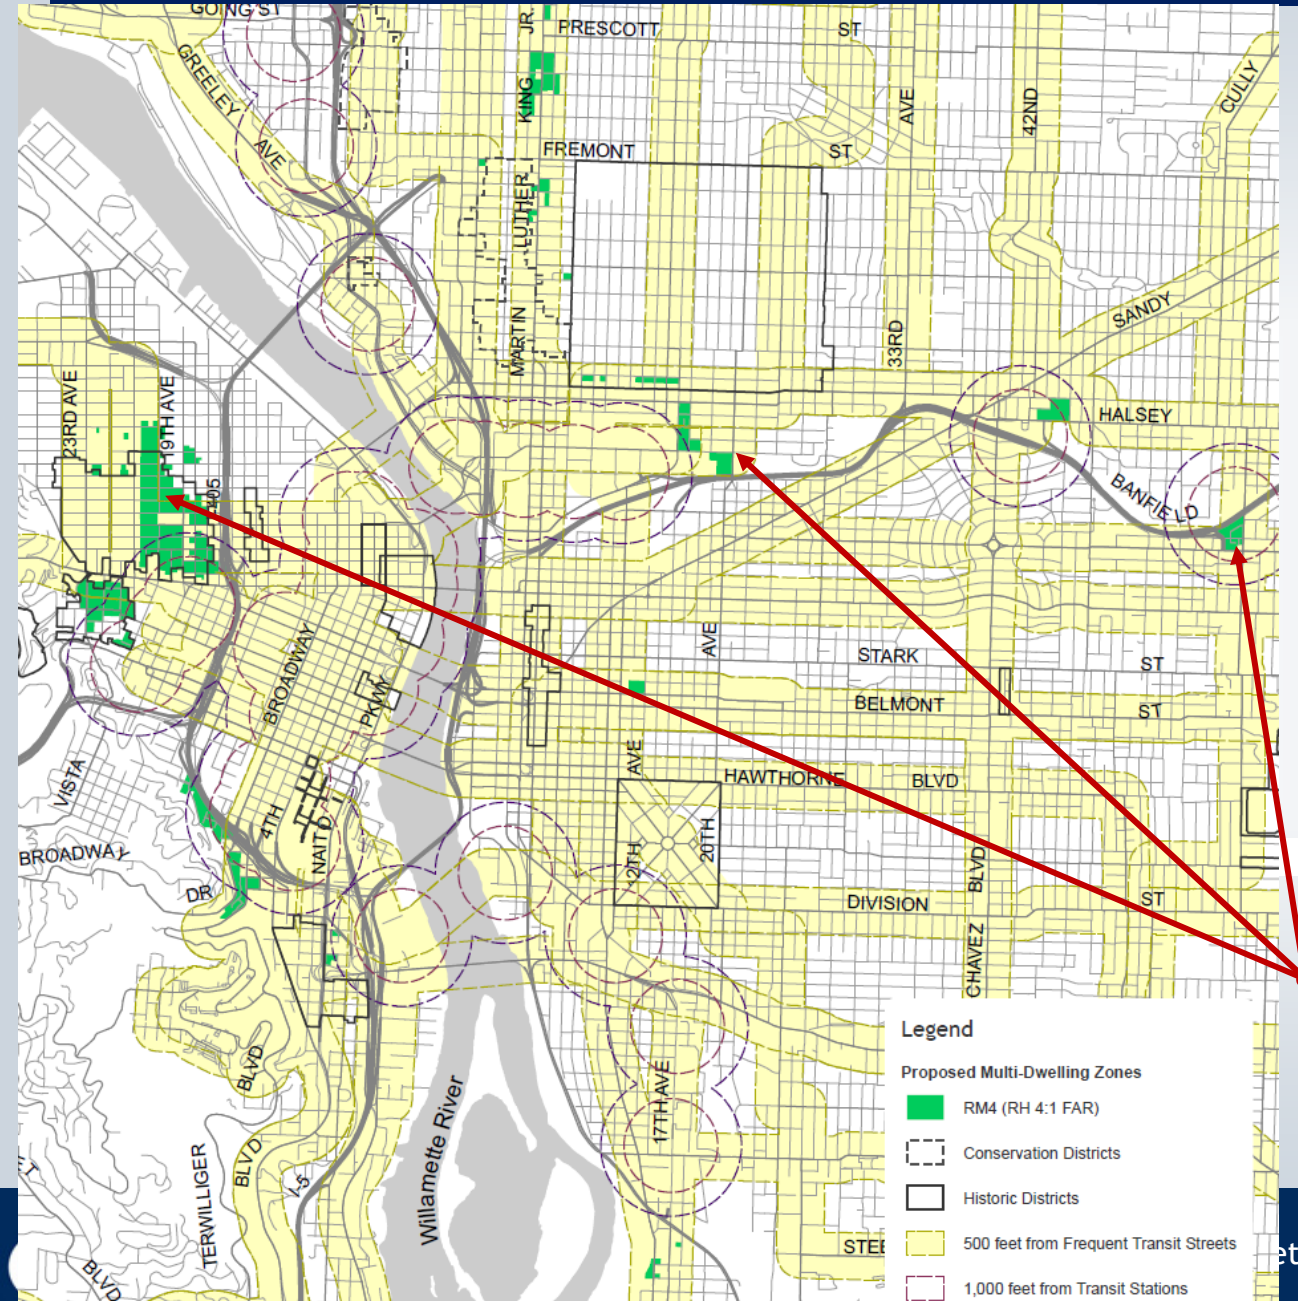 GOING ST
PRESCOTT
ST
GREELEY
AVE
KING
JR.
AVE
42ND
CULLY
FREMONT
ST
LUTHER
MARTIN
33RD
SANDY
23RD AVE
19TH AVE
I-405
HALSEY
BANFIELD
BROADWAY
PKWY
AVE
STARK
ST
BELMONT
ST
VISTA
4TH
NAITO
AVE
HAWTHORNE
BLVD
BROADWAY
DR
12TH
20TH
BLVD
DIVISION
ST
CHAVEZ
BLVD
BLVD
TERWILLIGER
I-5
BLVD
Willamette River
17TH AVE
Legend
Proposed Multi-Dwelling Zones
RM4 (RH 4:1 FAR)
Conservation Districts
Historic Districts
500 feet from Frequent Transit Streets
1,000 feet from Transit Stations